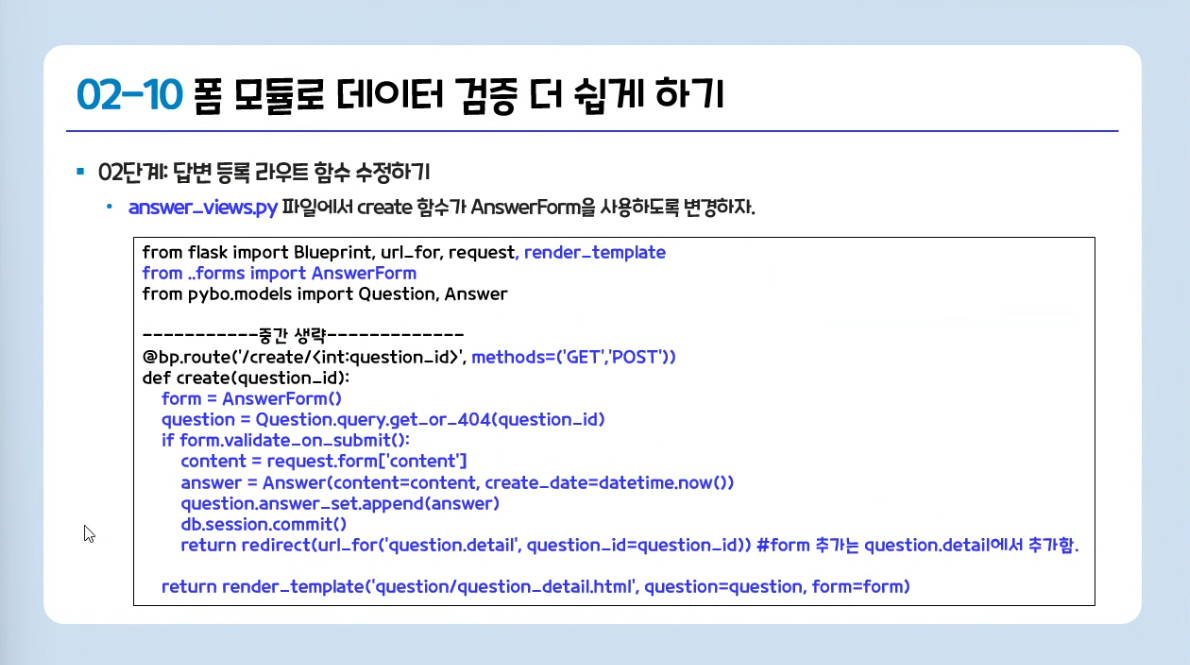 02-10 폼 모듈로 데이터 검증 더 쉽게 하기
02단계: 답변 등록 라우트 함수 수정하기
answer_views.py 파일에서 create 함수가 AnswerForm을 사용하도록 변경하자.
from flask import Blueprint, url_for, request, render_template
from ..forms import AnswerForm
from pybo.models import Question, Answer
-----------중간 생략-------------
@bp.route('/create/<int:question_id>', methods=('GET','POST'))
def create(question_id):
    form = AnswerForm()
    question = Question.query.get_or_404(question_id)
    if form.validate_on_submit():
        content = request.form['content']
        answer = Answer(content=content, create_date=datetime.now())
        question.answer_set.append(answer)
        db.session.commit()
        return redirect(url_for('question.detail', question_id=question_id)) #form 추가는 question.detail에서 추가함.
    return render_template('question/question_detail.html', question=question, form=form)